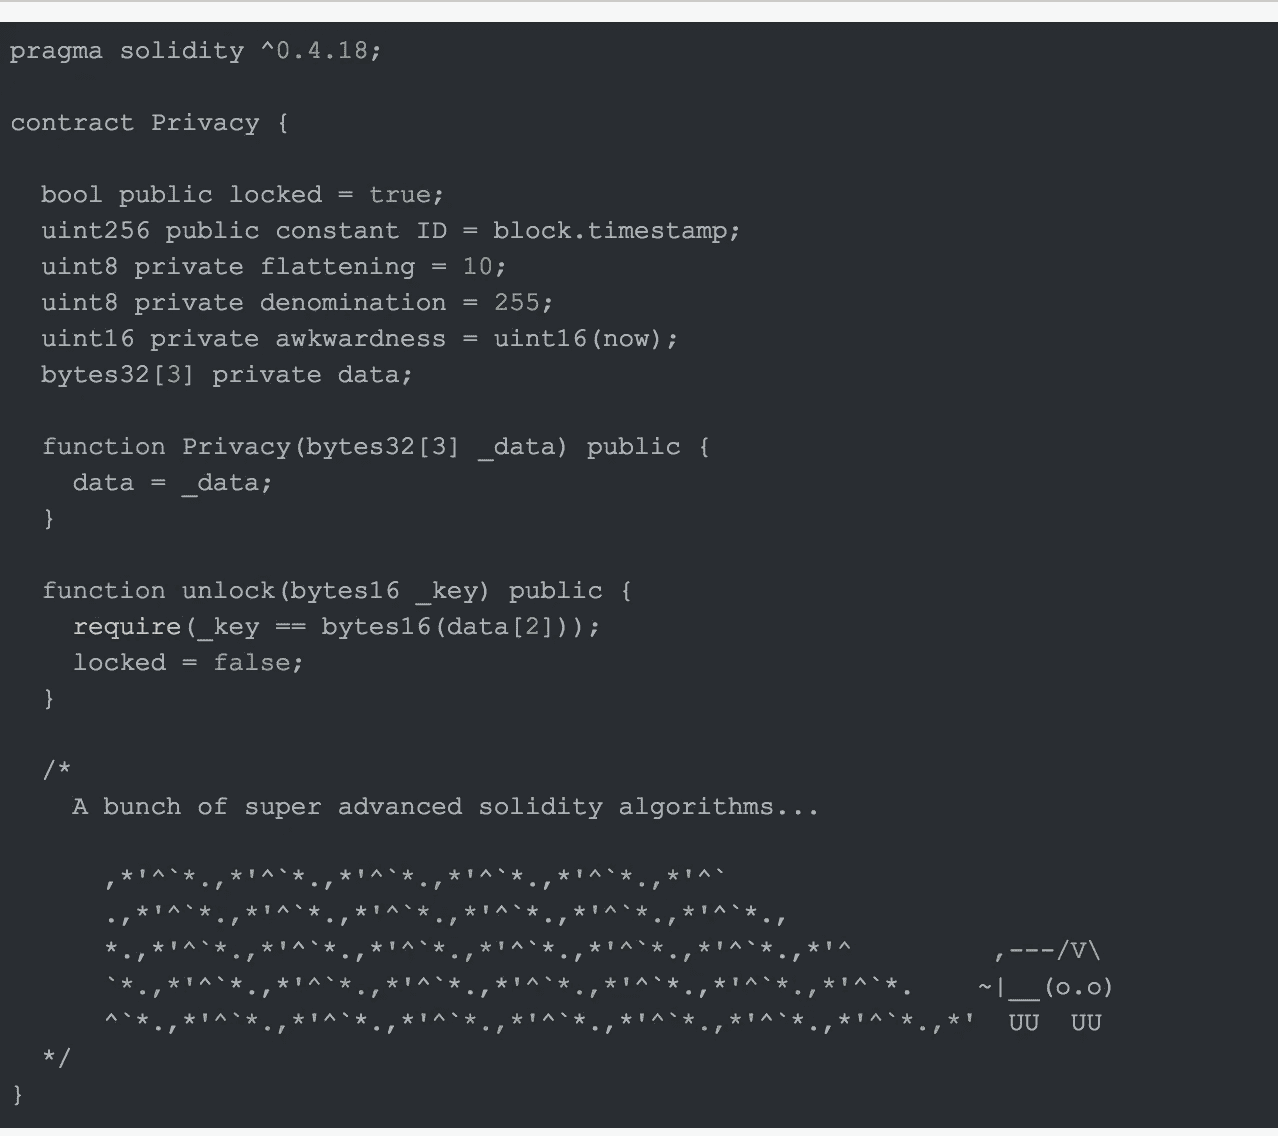 pragma solidity ^0.4.18;
contract Privacy {
bool public locked = true;
uint256 public constant ID = block.timestamp;
uint8 private flattening = 10;
uint8 private denomination = 255;
uint16 private awkwardness = uint16(now);
bytes32[3] private data;
function Privacy(bytes32[3] _data) public {
data = _data;
}
function unlock(bytes16 _key) public {
require(_key == bytes16(data[2]));
locked = false;
}
/*
A bunch of super advanced solidity algorithms...
,*'^`*.,*'^`*.,*'^`*.,*'^`*.,*'^`*.,*'^`
.,*'^`*.,*'^`*.,*'^`*.,*'^`*.,*'^`*.,*'^`*.,
*.,*'^`*.,*'^`*.,*'^`*.,*'^`*.,*'^`*.,*'^`*.,*'^         ,---/V\
`*.,*'^`*.,*'^`*.,*'^`*.,*'^`*.,*'^`*.,*'^`*.,*'^`*.    ~|__(o.o)
^`*.,*'^`*.,*'^`*.,*'^`*.,*'^`*.,*'^`*.,*'^`*.,*'^`*.,*'  UU  UU
*/
}